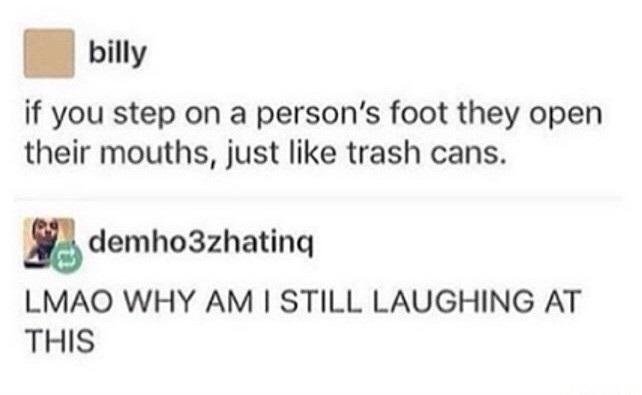 billy
if you step on a person's foot they open
their mouths, just like trash cans.
demho3zhatinq
LMAO WHY AM I STILL LAUGHING AT
THIS